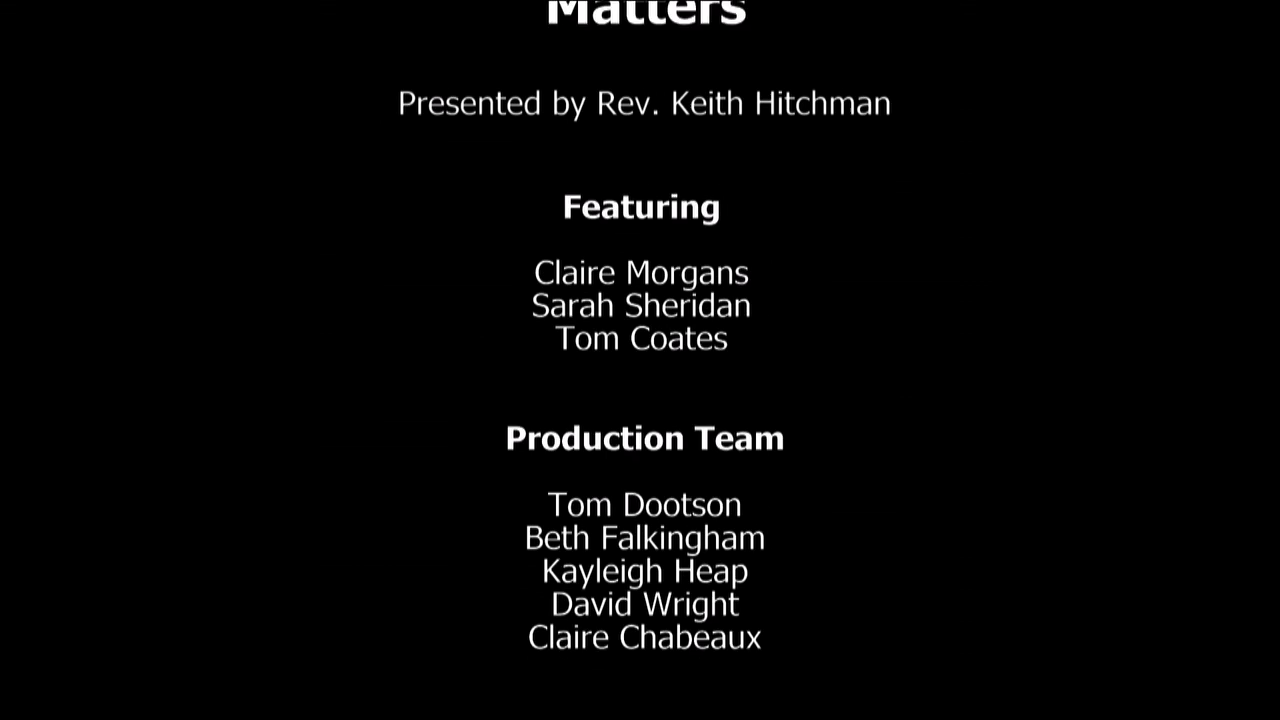 Matters
Presented by Rev. Keith Hitchman
Featuring
Claire Morgans
Sarah Sheridan
Tom Coates
Production Team
Tom Dootson
Beth Falkingham
Kayleigh Heap
David Wright
Claire Chabeaux